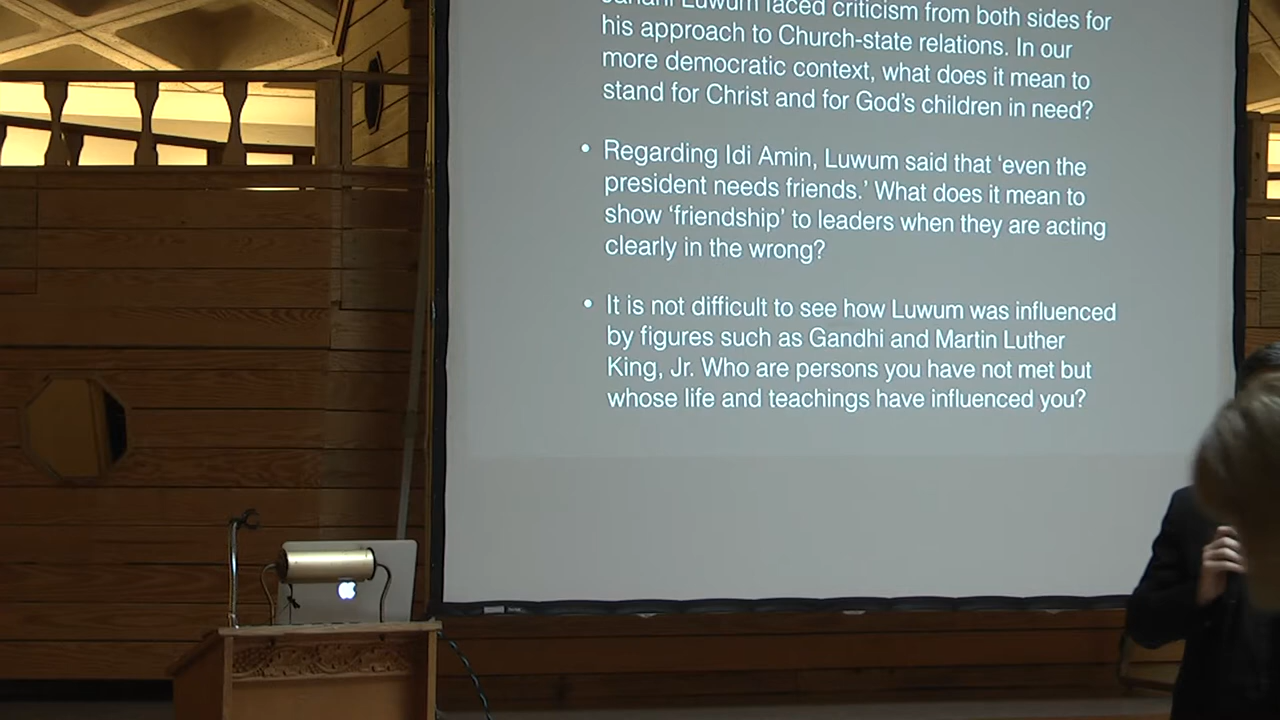 Luwum faced criticism from both sides for
his approach to Church-state relations. In our
more democratic context, what does it mean to
stand for Christ and for God's children in need?
• Regarding Idi Amin, Luwum said that ‘even the
president needs friends.’ What does it mean to
show ‘friendship’ to leaders when they are acting
clearly in the wrong?
• It is not difficult to see how Luwum was influenced
by figures such as Gandhi and Martin Luther
King, Jr. Who are persons you have not met but
whose life and teachings have influenced you?